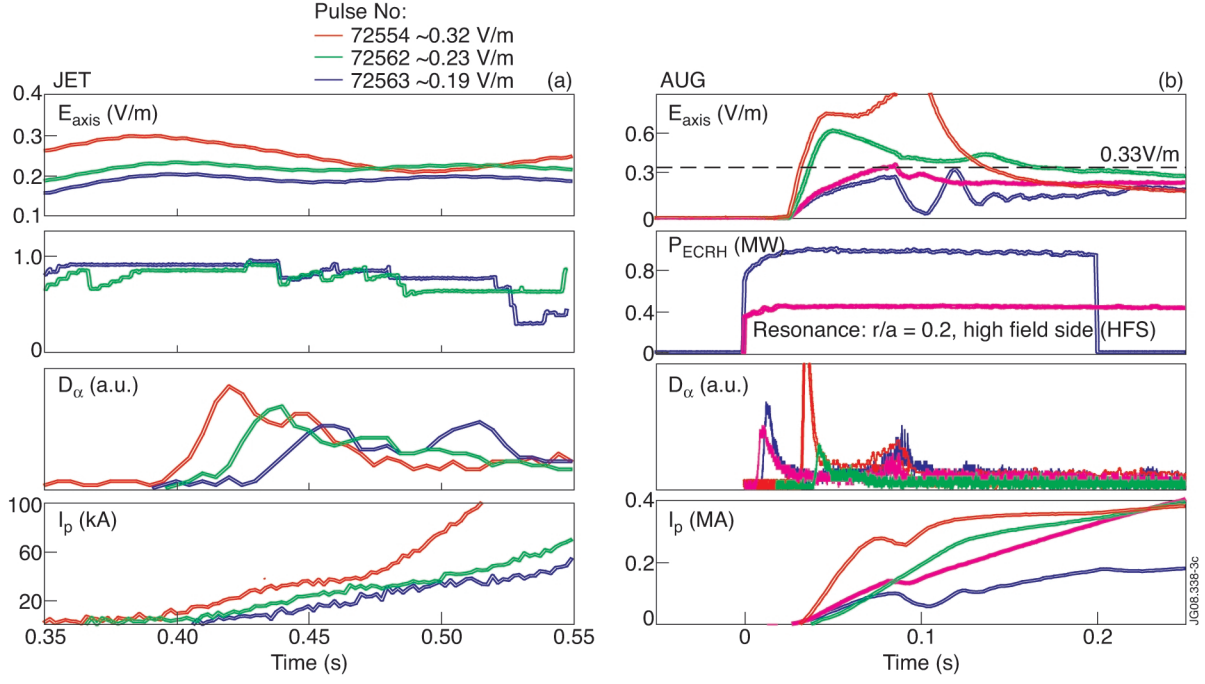 Pulse No:
72554 ~0.32 V/m
72562 ~0.23 V/m
72563 ~0.19 V/m
JET
(a)
0.4
E_axis (V/m)
0.3
0.2
0.1
1.0
0
D_α (a.u.)
100
I_p (kA)
60
20
0.35
0.40
0.45
0.50
0.55
Time (s)
AUG
(b)
E_axis (V/m)
0.6
0.33V/m
0.3
0
P_ECRH (MW)
0.8
0.4
Resonance: r/a = 0.2, high field side (HFS)
0
D_α (a.u.)
0.4
I_p (MA)
0.2
0
0
0.1
0.2
Time (s)
JG08.338-3c